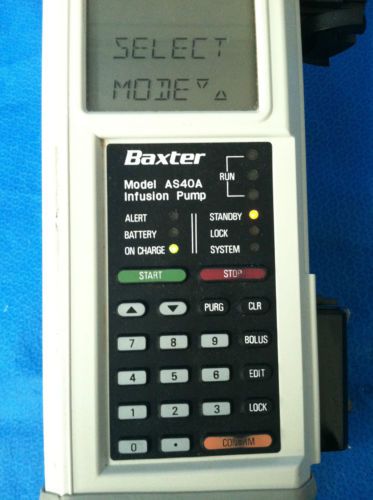 SELECT
MODE▽ △
Baxter
Model AS40A
Infusion Pump
RUN
ALERT
STANDBY
BATTERY
LOCK
ON CHARGE
SYSTEM
START STOP
▲ ▼ PURG CLR
7 8 9 BOLUS
4 5 6 EDIT
1 2 3 LOCK
0 • CONFIRM